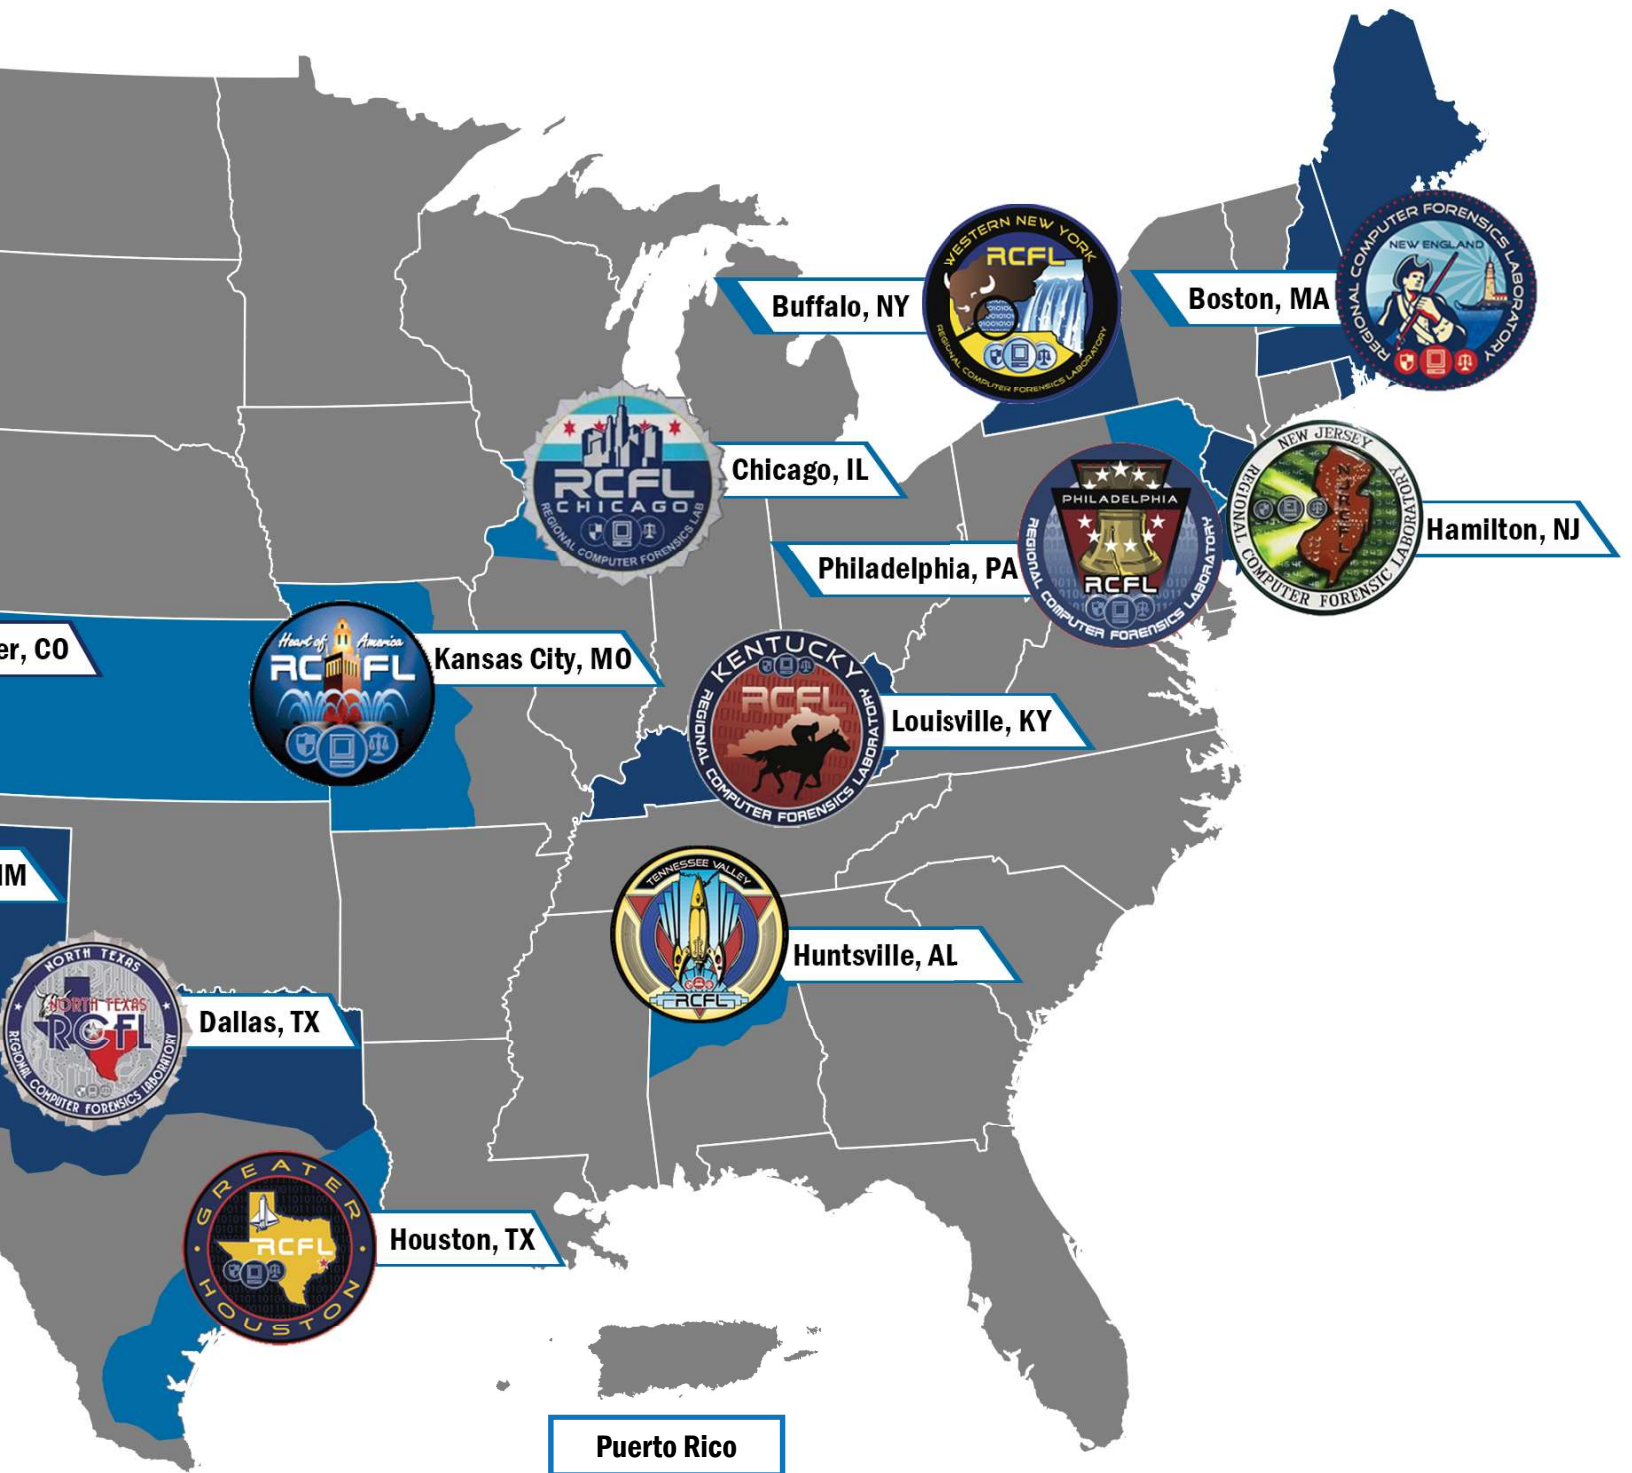 WESTERN NEW YORK
RCFL
REGIONAL COMPUTER FORENSICS LABORATORY
Buffalo, NY
REGIONAL COMPUTER FORENSICS LABORATORY
NEW ENGLAND
Boston, MA
RCFL
CHICAGO
REGIONAL COMPUTER FORENSICS LAB
Chicago, IL
PHILADELPHIA
RCFL
REGIONAL COMPUTER FORENSICS LABORATORY
Philadelphia, PA
NEW JERSEY
REGIONAL COMPUTER FORENSIC LABORATORY
Hamilton, NJ
er, CO
Heart of America
RCFL
Kansas City, MO
KENTUCKY
RCFL
REGIONAL COMPUTER FORENSICS LABORATORY
Louisville, KY
IM
TENNESSEE VALLEY
RCFL
Huntsville, AL
NORTH TEXAS
NORTH TEXAS
RCFL
REGIONAL COMPUTER FORENSICS LABORATORY
Dallas, TX
GREATER
RCFL
HOUSTON
Houston, TX
Puerto Rico